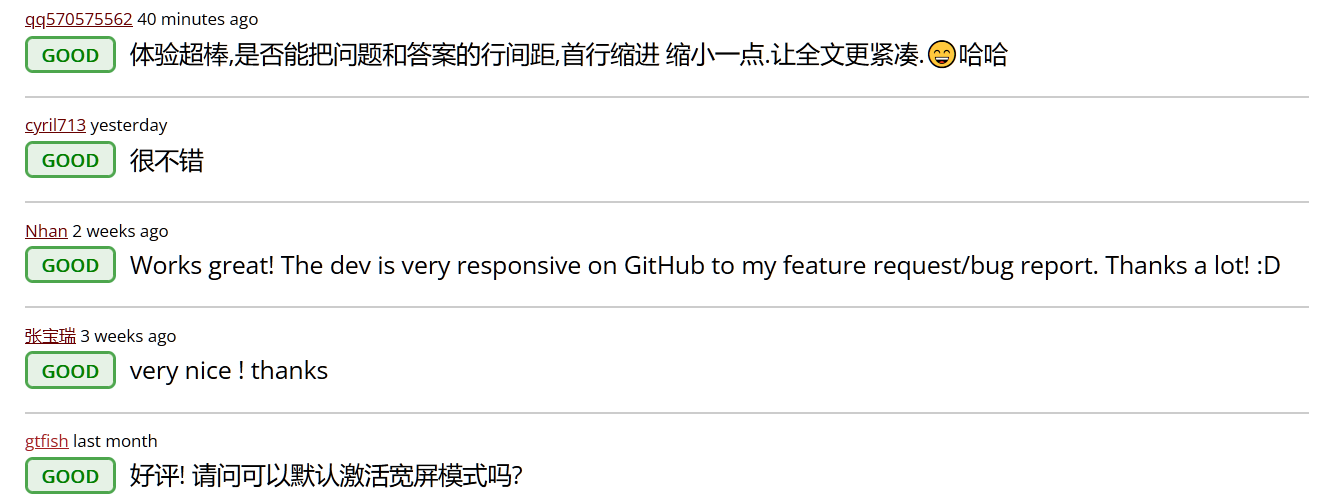 qq570575562 40 minutes ago
GOOD 体验超棒,是否能把问题和答案的行间距,首行缩进 缩小一点.让全文更紧凑.😄哈哈
cyril713 yesterday
GOOD 很不错
Nhan 2 weeks ago
GOOD Works great! The dev is very responsive on GitHub to my feature request/bug report. Thanks a lot! :D
张宝瑞 3 weeks ago
GOOD very nice ! thanks
gtfish last month
GOOD 好评! 请问可以默认激活宽屏模式吗?